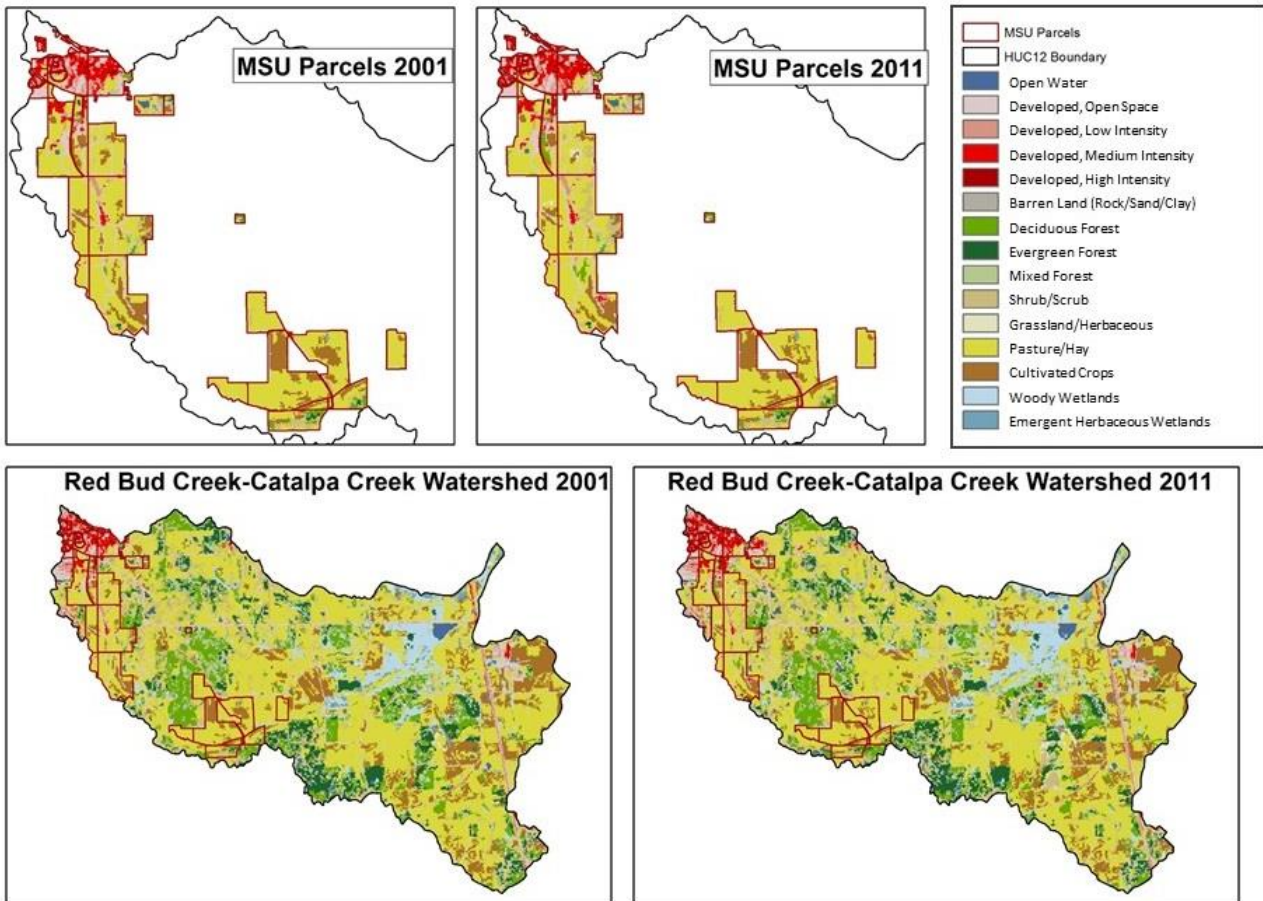 MSU Parcels 2001
MSU Parcels 2011
MSU Parcels
HUC12 Boundary
Open Water
Developed, Open Space
Developed, Low Intensity
Developed, Medium Intensity
Developed, High Intensity
Barren Land (Rock/Sand/Clay)
Deciduous Forest
Evergreen Forest
Mixed Forest
Shrub/Scrub
Grassland/Herbaceous
Pasture/Hay
Cultivated Crops
Woody Wetlands
Emergent Herbaceous Wetlands
Red Bud Creek-Catalpa Creek Watershed 2001
Red Bud Creek-Catalpa Creek Watershed 2011